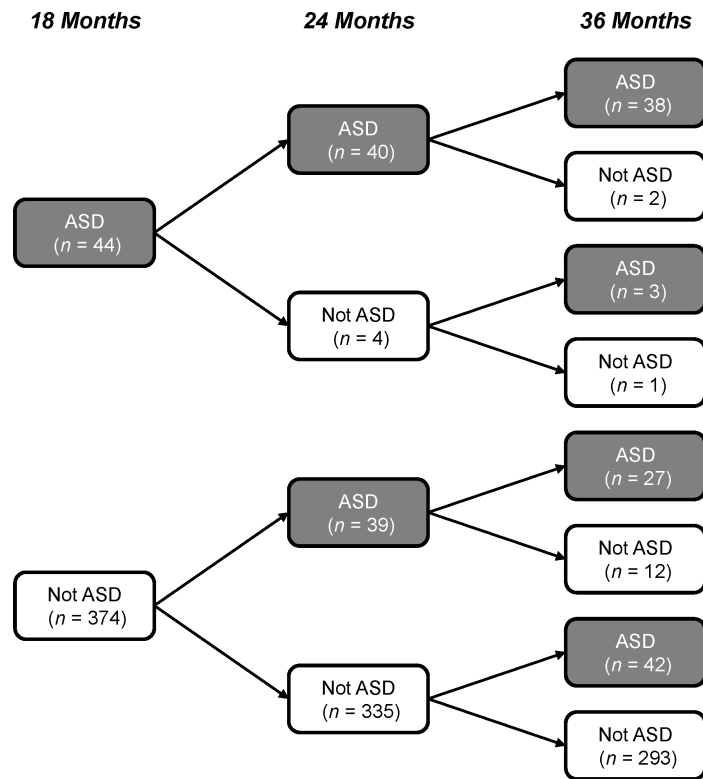 18 Months 24 Months 36 Months
ASD
(n = 38)
ASD
(n = 40)
Not ASD
(n = 2)
ASD
(n = 44)
ASD
(n = 3)
Not ASD
(n = 4)
Not ASD
(n = 1)
ASD
(n = 27)
ASD
(n = 39)
Not ASD
(n = 12)
Not ASD
(n = 374)
ASD
(n = 42)
Not ASD
(n = 335)
Not ASD
(n = 293)